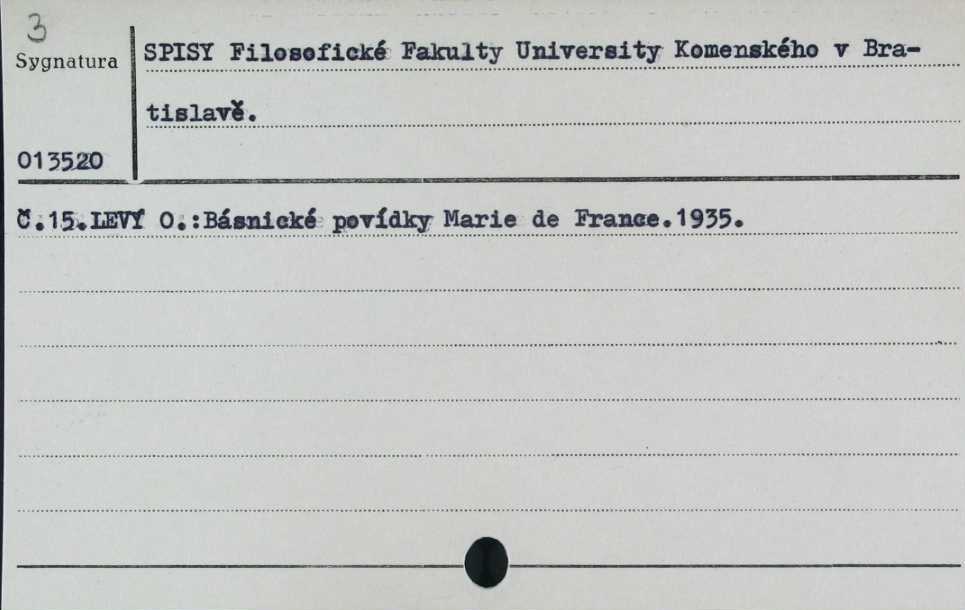 3
Sygnatura
SPISY Filosofické Fakulty University Komenského v Bra-
tislavě.
013520
Č.15.LEVÝ O.:Básnické povídky Marie de France.1935.